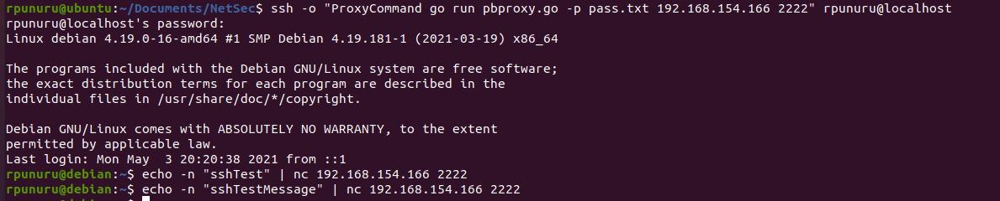 rpunuru@ubuntu:~/Documents/NetSec$ ssh -o "ProxyCommand go run pbproxy.go -p pass.txt 192.168.154.166 2222" rpunuru@localhost
rpunuru@localhost's password:
Linux debian 4.19.0-16-amd64 #1 SMP Debian 4.19.181-1 (2021-03-19) x86_64

The programs included with the Debian GNU/Linux system are free software;
the exact distribution terms for each program are described in the
individual files in /usr/share/doc/*/copyright.

Debian GNU/Linux comes with ABSOLUTELY NO WARRANTY, to the extent
permitted by applicable law.
Last login: Mon May  3 20:20:38 2021 from ::1
rpunuru@debian:~$ echo -n "sshTest" | nc 192.168.154.166 2222
rpunuru@debian:~$ echo -n "sshTestMessage" | nc 192.168.154.166 2222